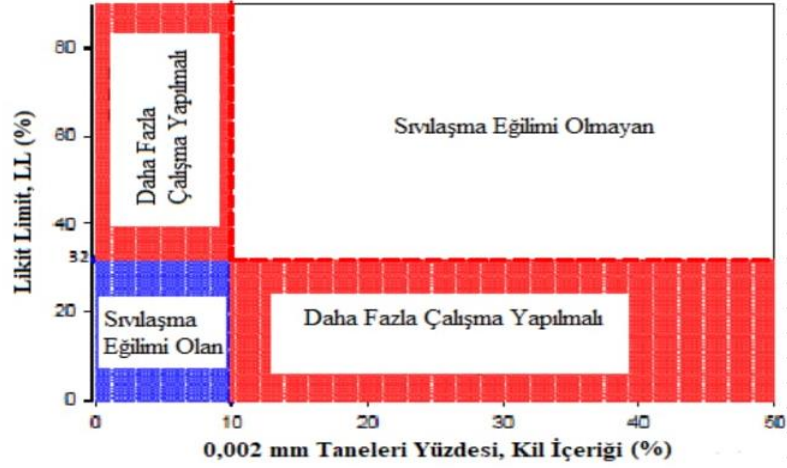 80
60
40
32
20
0
Likit Limit, LL (%)
Daha Fazla
Çalışma Yapılmalı
Sıvılaşma Eğilimi Olmayan
Sıvılaşma
Eğilimi Olan
Daha Fazla Çalışma Yapılmalı
0 10 20 30 40 50
0,002 mm Taneleri Yüzdesi, Kil İçeriği (%)